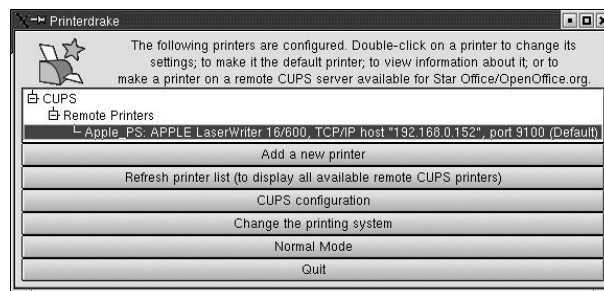 Printerdrake
The following printers are configured. Double-click on a printer to change its
settings; to make it the default printer; to view information about it; or to
make a printer on a remote CUPS server available for Star Office/OpenOffice.org.
CUPS
Remote Printers
Apple_PS: APPLE LaserWriter 16/600, TCP/IP host "192.168.0.152", port 9100 (Default)
Add a new printer
Refresh printer list (to display all available remote CUPS printers)
CUPS configuration
Change the printing system
Normal Mode
Quit